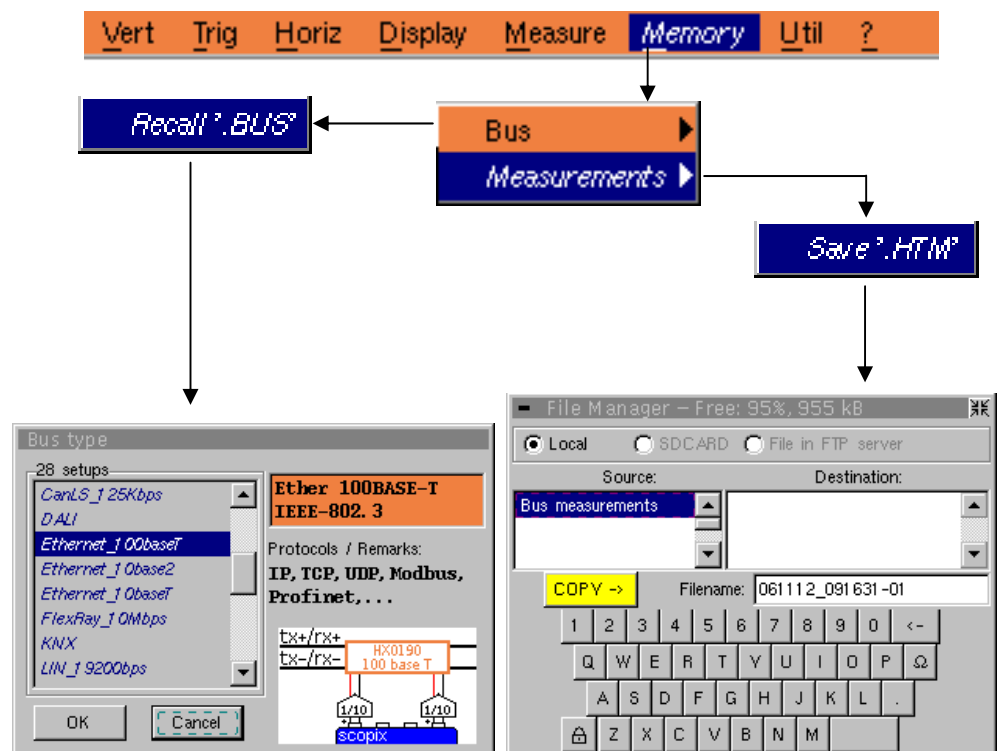 Vert Trig Horiz Display Measure Memory Util ?
Recall '.BUS'
Bus
Measurements
Save '.HTM'
Bus type
28 setups
CanLS_125Kbps
DALI
Ethernet_100baseT
Ethernet_10base2
Ethernet_10baseT
FlexRay_10Mbps
KNX
LIN_19200bps
OK
Cancel
Ether 100BASE-T
IEEE-802.3
Protocols / Remarks:
IP, TCP, UDP, Modbus,
Profinet,...
tx+/rx+
tx-/rx-
HX0190
100 base T
1/10
1/10
scopix
File Manager - Free: 95%, 955 kB
Local
SDCARD
File in FTP server
Source:
Destination:
Bus measurements
COPY ->
Filename: 061112_091631-01
1 2 3 4 5 6 7 8 9 0 <-
Q W E R T Y U I O P Ω
A S D F G H J K L .
Z X C V B N M